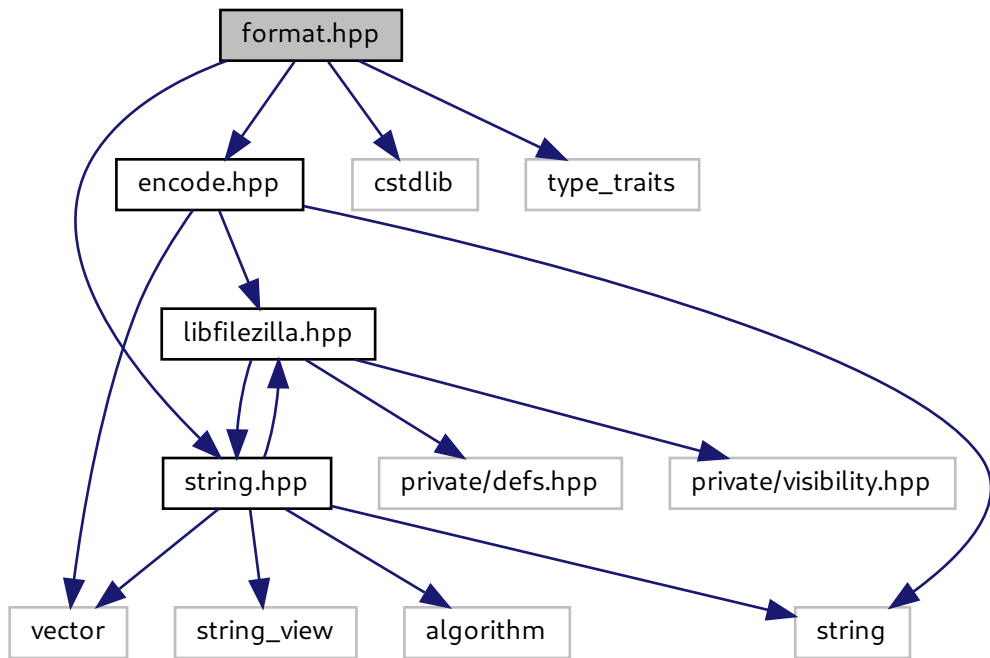 format.hpp
encode.hpp
cstdlib
type_traits
libfilezilla.hpp
string.hpp
private/defs.hpp
private/visibility.hpp
vector
string_view
algorithm
string